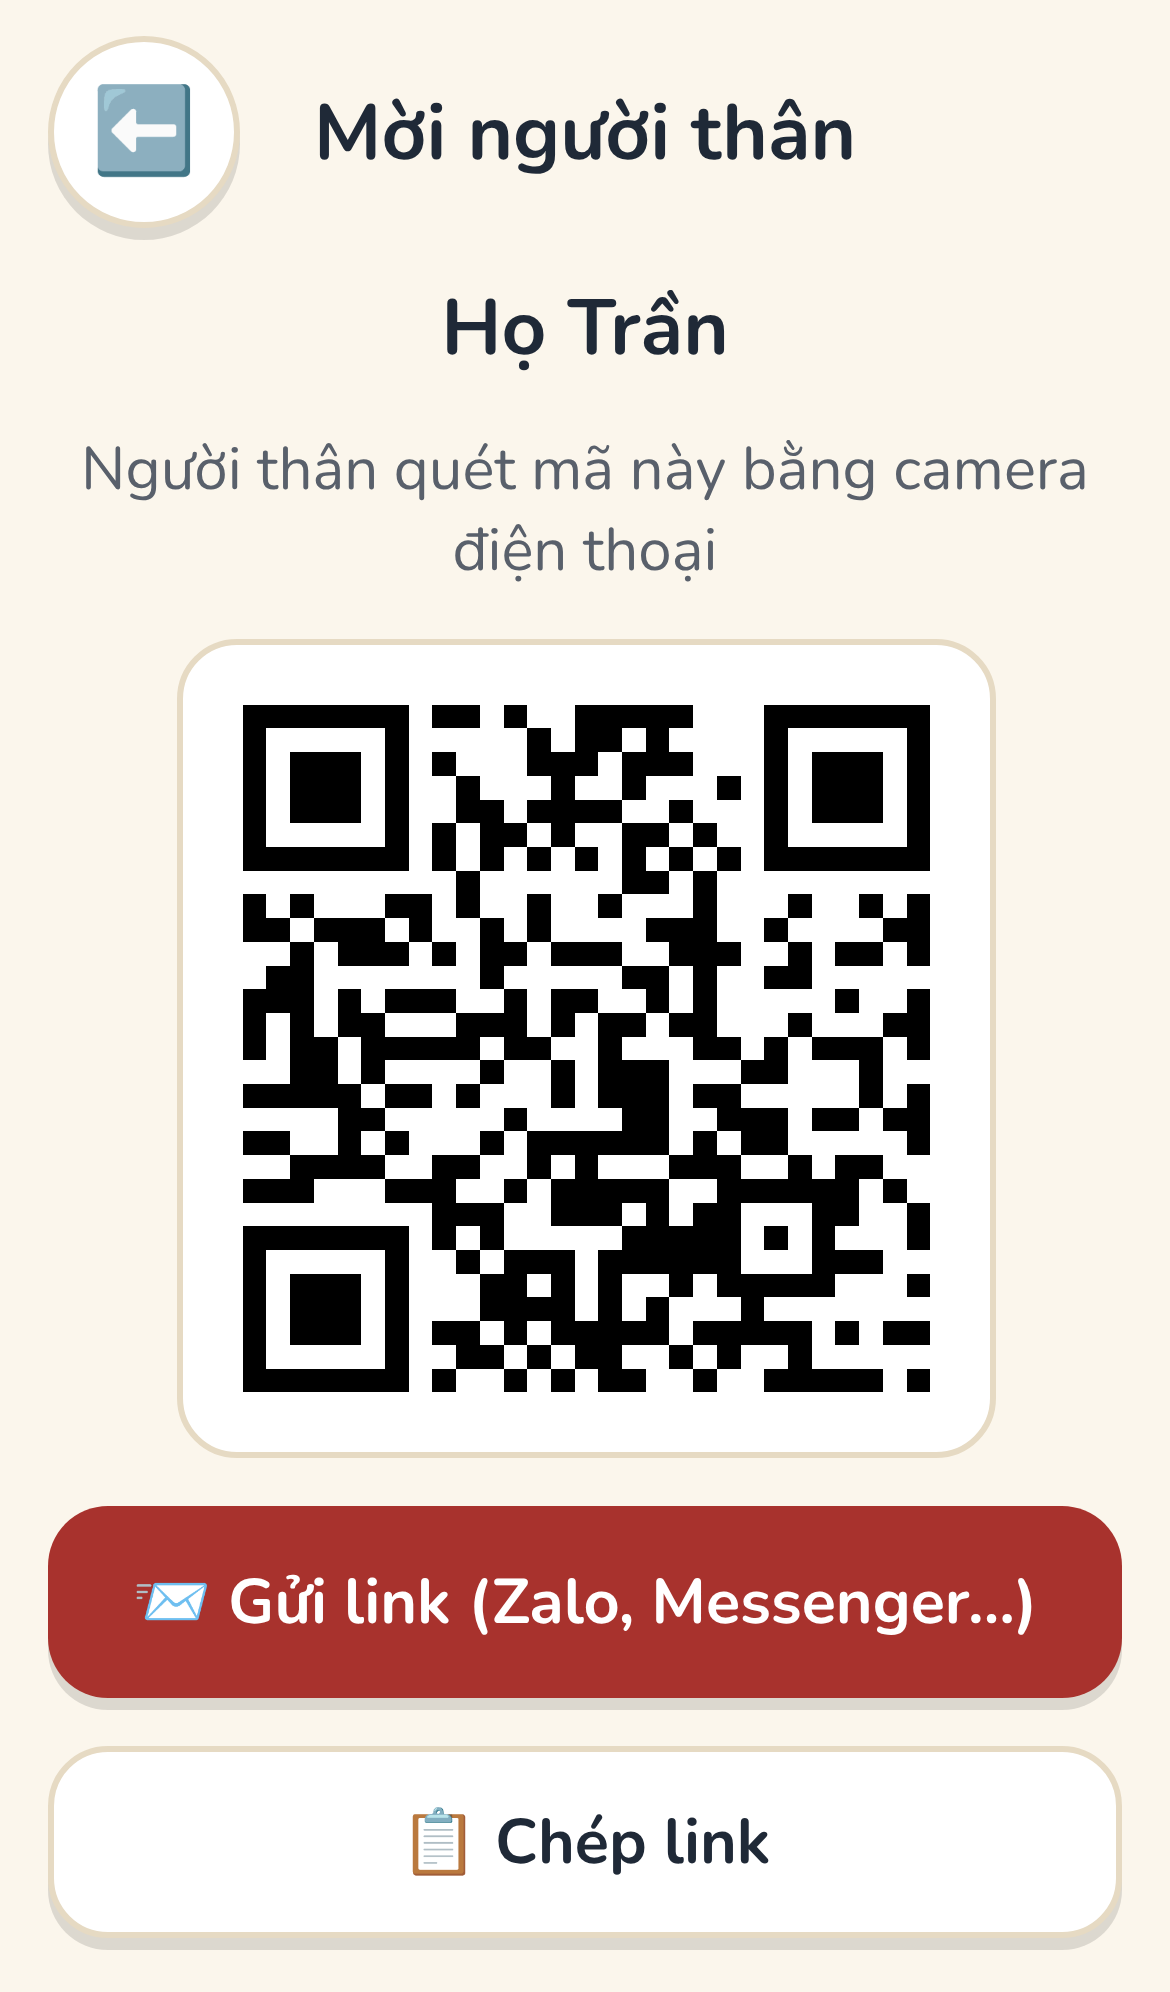 Mời người thân
Họ Trần
Người thân quét mã này bằng camera
điện thoại
Gửi link (Zalo, Messenger...)
Chép link